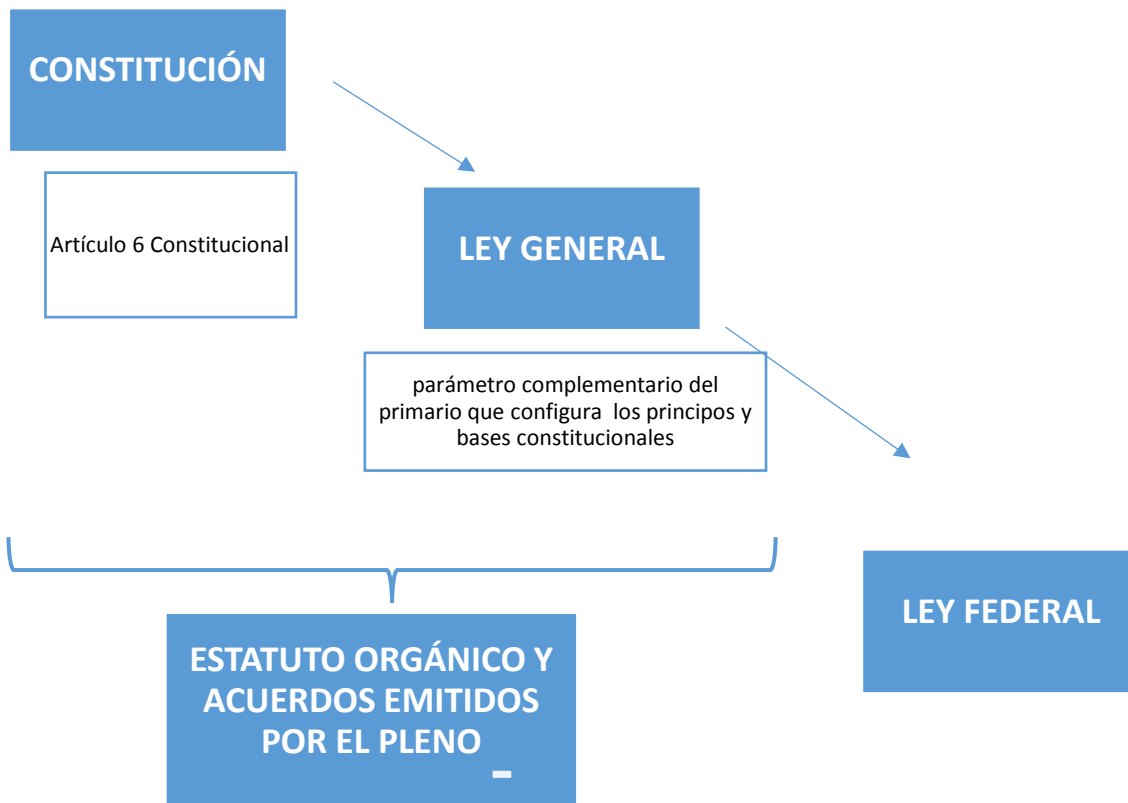 CONSTITUCIÓN
Artículo 6 Constitucional
LEY GENERAL
parámetro complementario del
primario que configura los principos y
bases constitucionales
LEY FEDERAL
ESTATUTO ORGÁNICO Y
ACUERDOS EMITIDOS
POR EL PLENO
-